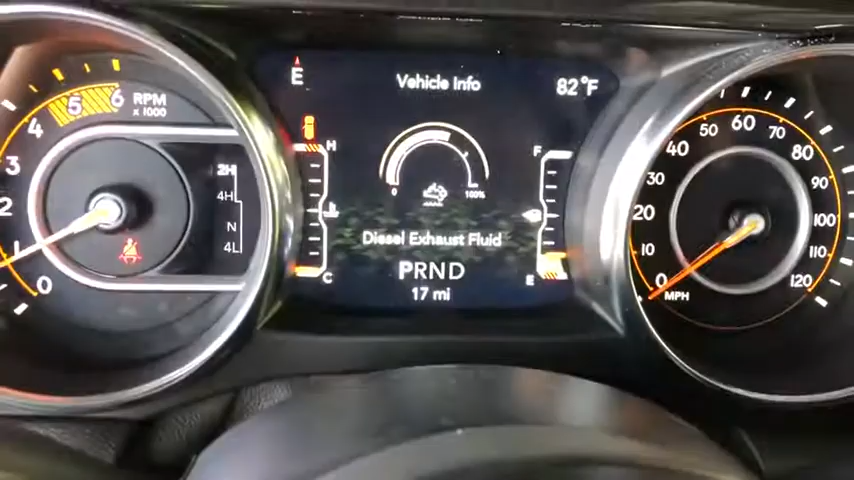 E
Vehicle Info
82°F
0 1 2 3 4 5 6
RPM
x 1000
2H
4H
N
4L
H
C
0
100%
Diesel Exhaust Fluid
PRND
17 mi
F
E
0 10 20 30 40 50 60 70 80 90 100 110 120
MPH